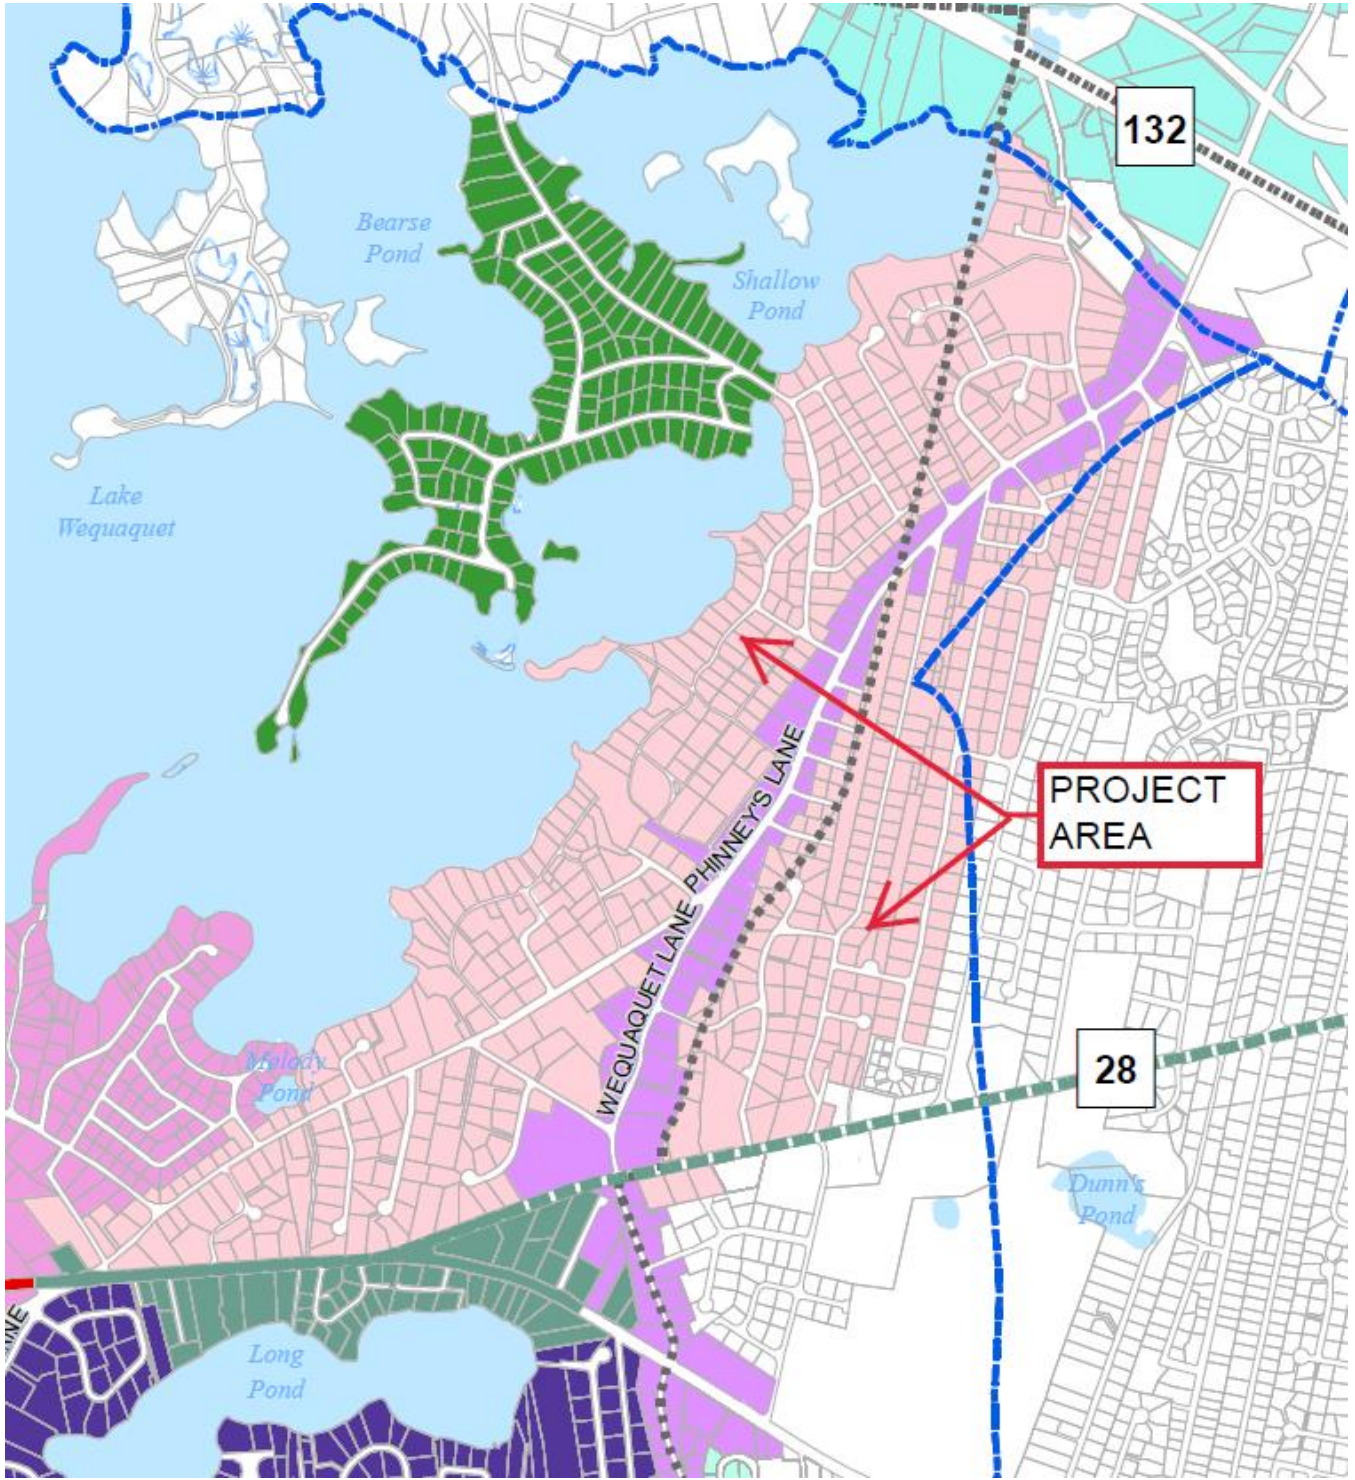 132
Bearse
Pond
Shallow
Pond
Lake
Wequaquet
PHINNEY'S LANE
PROJECT
AREA
WEQUAQUET LANE
Melody
Pond
28
Dunn's
Pond
Long
Pond